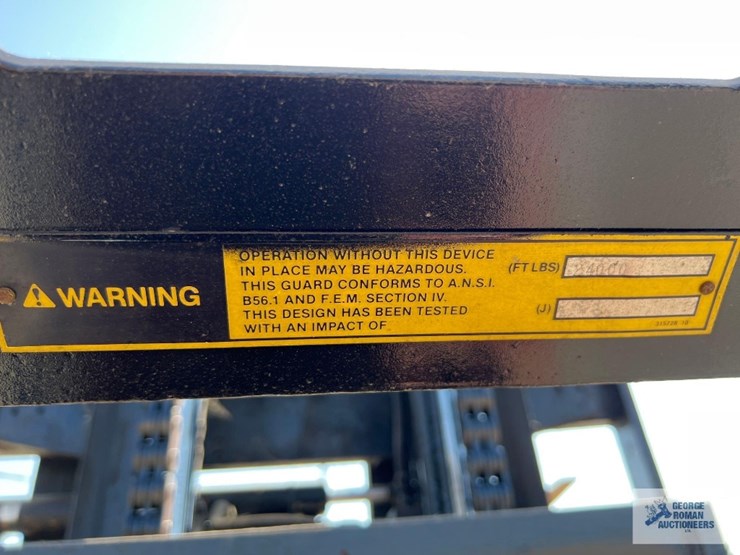 WARNING
OPERATION WITHOUT THIS DEVICE
IN PLACE MAY BE HAZARDOUS.
THIS GUARD CONFORMS TO A.N.S.I.
B56.1 AND F.E.M. SECTION IV.
THIS DESIGN HAS BEEN TESTED
WITH AN IMPACT OF
(FT LBS) 24000
(J)
GEORGE
ROMAN
AUCTIONEERS